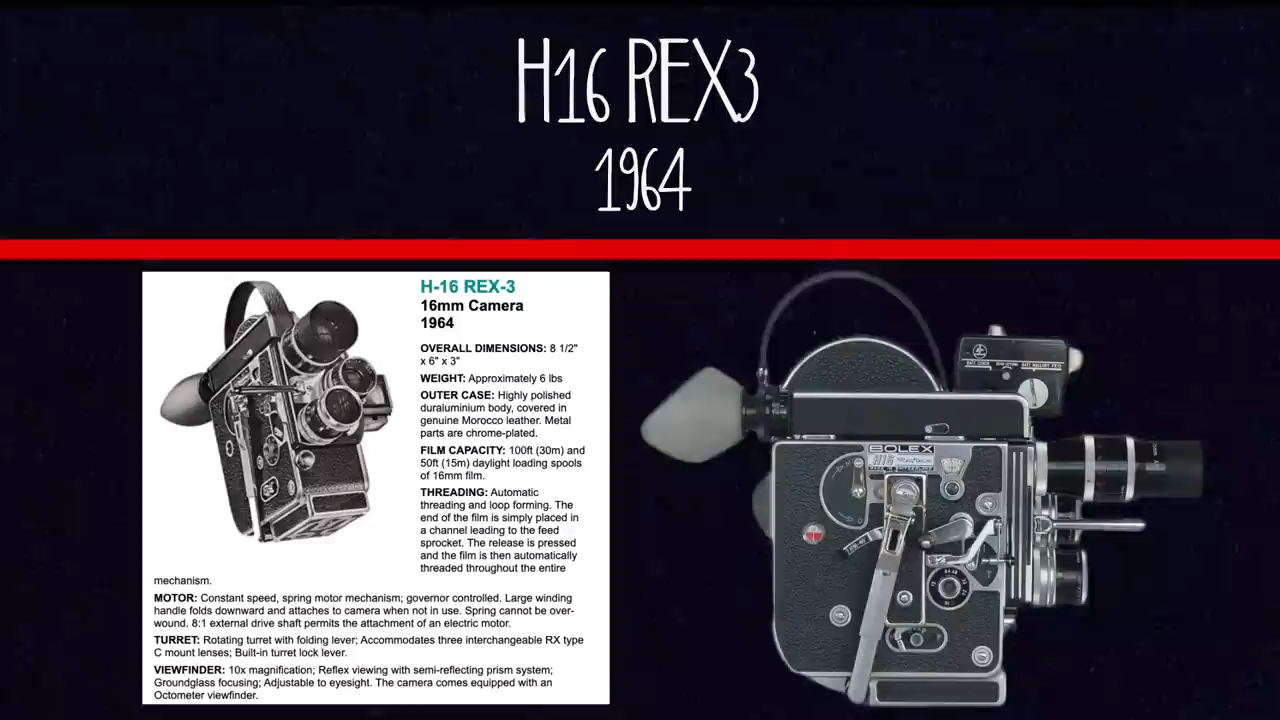 H16 REX3
1964
H-16 REX-3
16mm Camera
1964
OVERALL DIMENSIONS: 8 1/2"
x 6" x 3"
WEIGHT: Approximately 6 lbs
OUTER CASE: Highly polished
duraluminium body, covered in
genuine Morocco leather. Metal
parts are chrome-plated.
FILM CAPACITY: 100ft (30m) and
50ft (15m) daylight loading spools
of 16mm film.
THREADING: Automatic
threading and loop forming. The
end of the film is simply placed in
a channel leading to the feed
sprocket. The release is pressed
and the film is then automatically
threaded throughout the entire
mechanism.
MOTOR: Constant speed, spring motor mechanism; governor controlled. Large winding
handle folds downward and attaches to camera when not in use. Spring cannot be over-
wound. 8:1 external drive shaft permits the attachment of an electric motor.
TURRET: Rotating turret with folding lever; Accommodates three interchangeable RX type
C mount lenses; Built-in turret lock lever.
VIEWFINDER: 10x magnification; Reflex viewing with semi-reflecting prism system;
Groundglass focusing; Adjustable to eyesight. The camera comes equipped with an
Octometer viewfinder.
BOLEX
H16
MADE IN SWITZERLAND